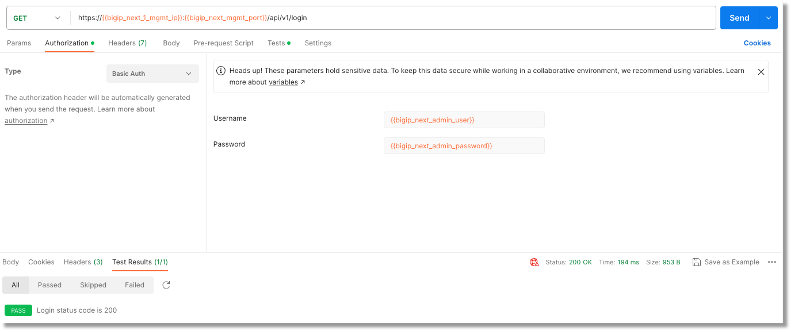 GET
https://{{bigip_next_1_mgmt_ip}}:{{bigip_next_mgmt_port}}/api/v1/login
Send
Params
Authorization
Headers (7)
Body
Pre-request Script
Tests
Settings
Cookies
Type
Basic Auth
The authorization header will be automatically generated
when you send the request. Learn more about
authorization ↗
Heads up! These parameters hold sensitive data. To keep this data secure while working in a collaborative environment, we recommend using variables. Learn
more about variables ↗
Username
{{bigip_next_admin_user}}
Password
{{bigip_next_admin_password}}
Body
Cookies
Headers (3)
Test Results (1/1)
Status: 200 OK
Time: 194 ms
Size: 953 B
Save as Example
All
Passed
Skipped
Failed
PASS
Login status code is 200